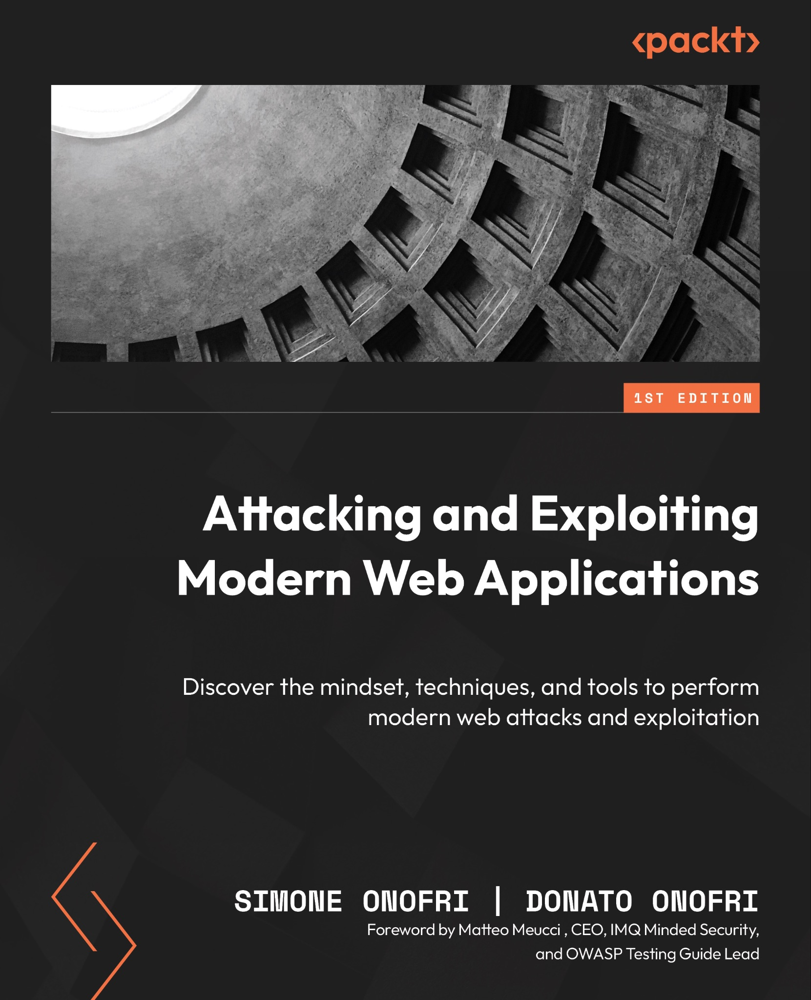 <packt>
1ST EDITION
Attacking and Exploiting
Modern Web Applications
Discover the mindset, techniques, and tools to perform
modern web attacks and exploitation
SIMONE ONOFRI | DONATO ONOFRI
Foreword by Matteo Meucci , CEO, IMQ Minded Security,
and OWASP Testing Guide Lead